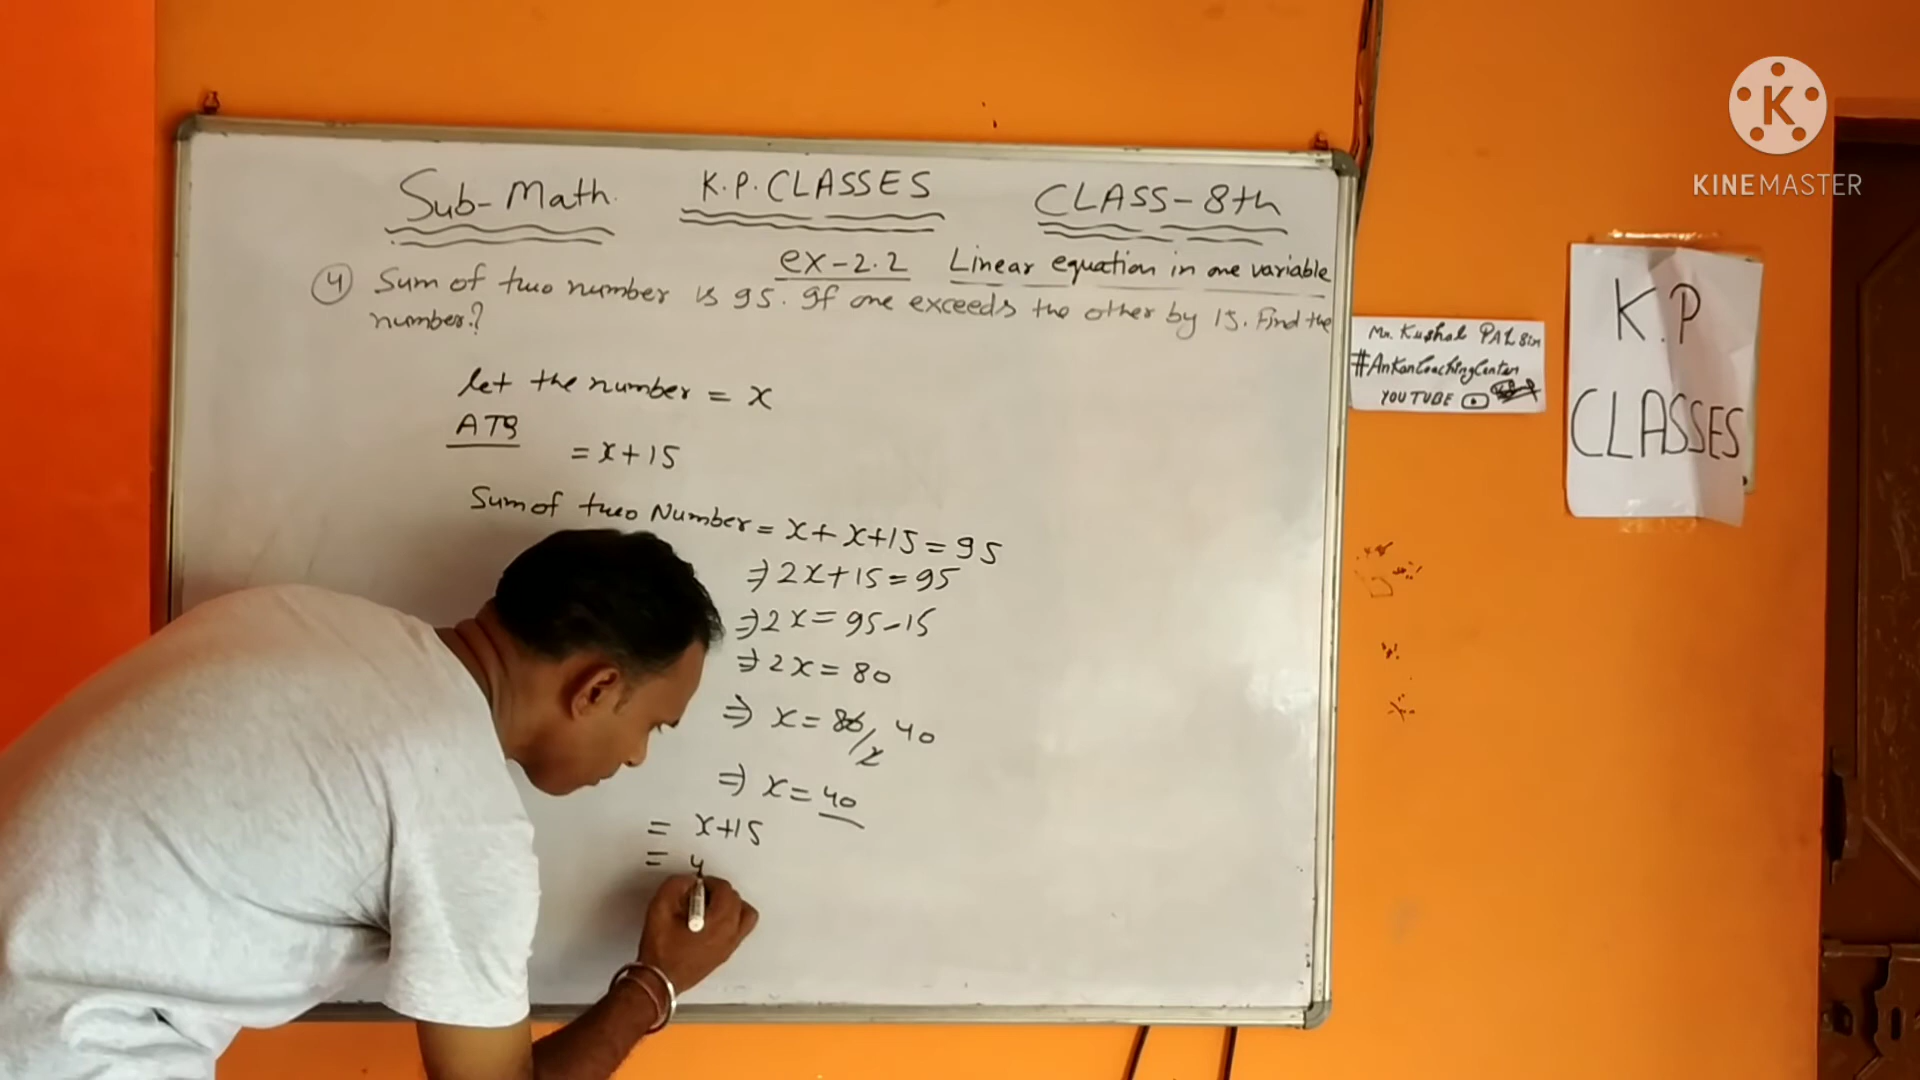 Sub-Math.
K.P. CLASSES
CLASS-8th
ex-2.2 Linear equation in one variable
④ Sum of two number is 95. If one exceeds the other by 15. Find the
number.?
let the number = x
ATQ
= x+15
Sum of two Number = x + x+15 = 95
⇒ 2x+15 = 95
⇒ 2x = 95-15
⇒ 2x = 80
⇒ x = 80/2 40
⇒ x = 40
= x+15
= 4
KINEMASTER
K
Mr. Kushal PAL Sir
#AnkanCoachingCenter
YOUTUBE
K.P
CLASSES